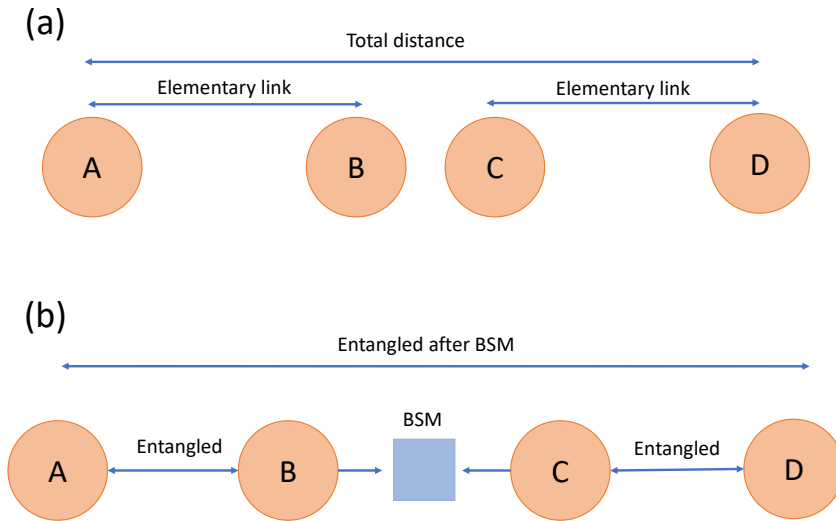 (a)
Total distance
Elementary link
Elementary link
A
B
C
D
(b)
Entangled after BSM
BSM
Entangled
Entangled
A
B
C
D